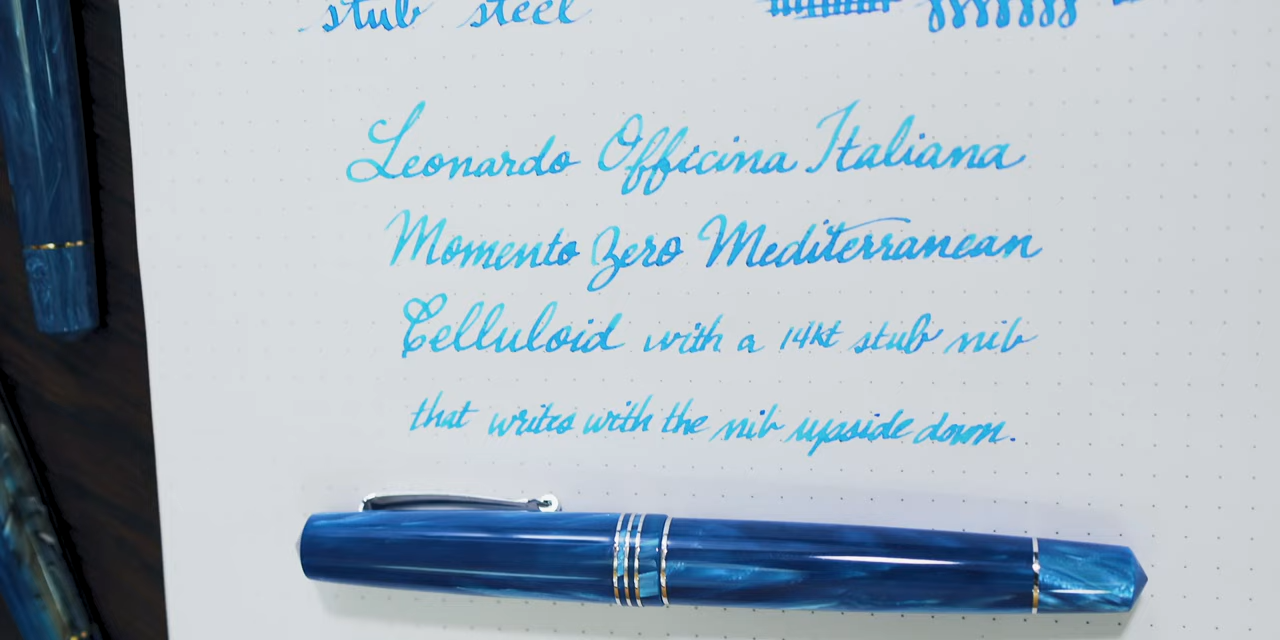 stub steel
Leonardo Officina Italiana
Momento Zero Mediterranean
Celluloid with a 14kt stub nib
that writes with the nib upside down.